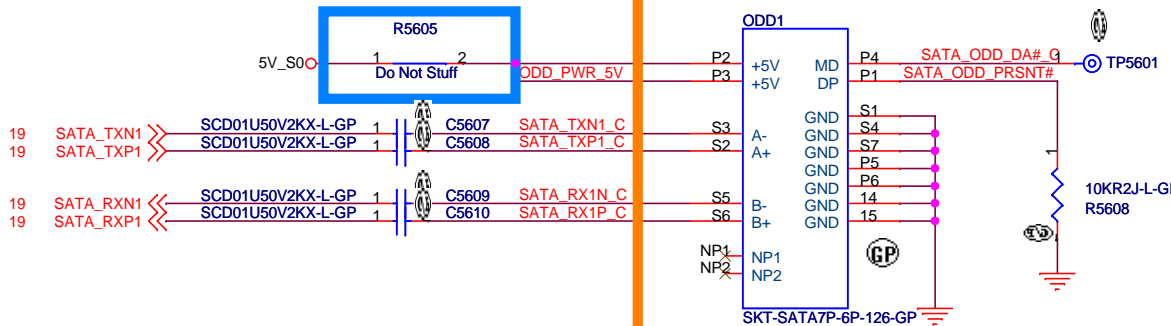 ODD1
R5605
5V_S0
1 2
Do Not Stuff
ODD_PWR_5V
P2 +5V MD P4 SATA_ODD_DA#_C 1 TP5601
P3 +5V DP P1 SATA_ODD_PRSNT#
19 SATA_TXN1 SCD01U50V2KX-L-GP 1 C5607 SATA_TXN1_C S3 A-
19 SATA_TXP1 SCD01U50V2KX-L-GP 1 C5608 SATA_TXP1_C S2 A+
19 SATA_RXN1 SCD01U50V2KX-L-GP 1 C5609 SATA_RX1N_C S5 B-
19 SATA_RXP1 SCD01U50V2KX-L-GP 1 C5610 SATA_RX1P_C S6 B+
GND S1
GND S4
GND S7
GND P5
GND P6
GND 14
GND 15
NP1 NP1
NP2 NP2
GP
1
10KR2J-L-GP
R5608
SKT-SATA7P-6P-126-GP